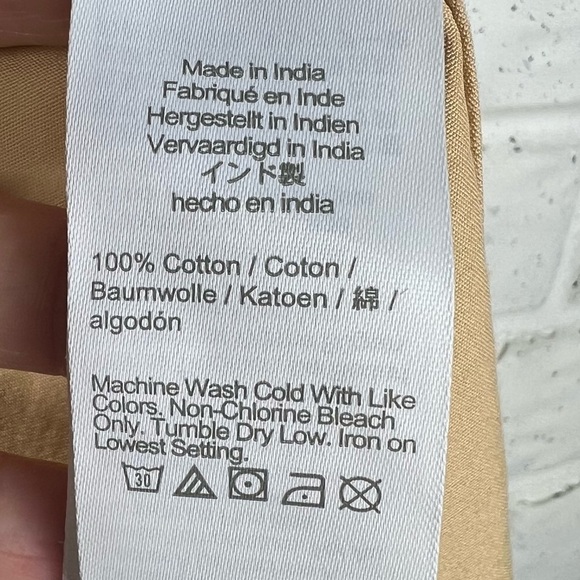 Made in India
Fabriqué en Inde
Hergestellt in Indien
Vervaardigd in India
インド製
hecho en india
100% Cotton / Coton /
Baumwolle / Katoen / 綿 /
algodón
Machine Wash Cold With Like
Colors. Non-Chlorine Bleach
Only. Tumble Dry Low. Iron on
Lowest Setting.
30